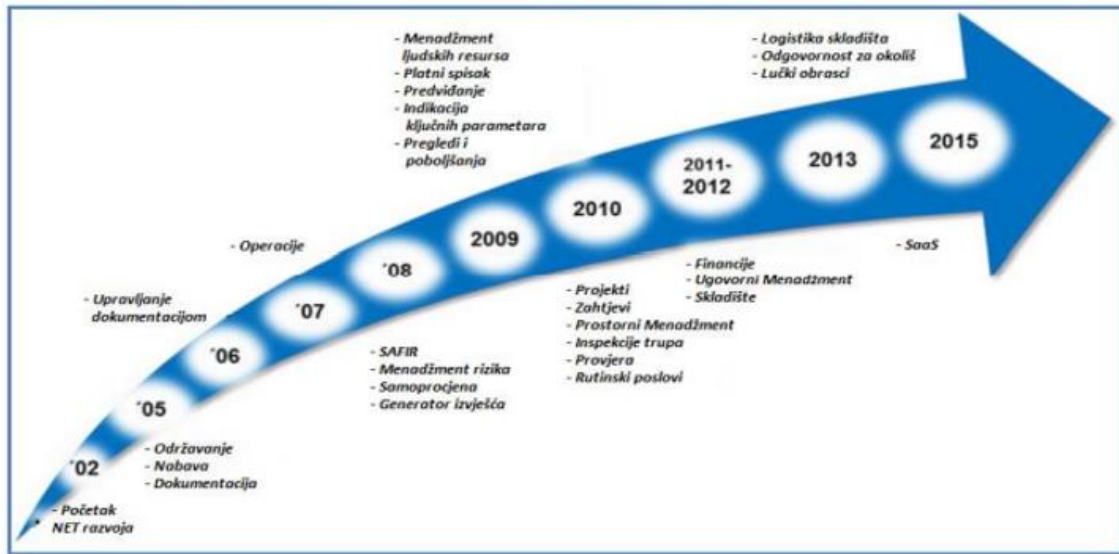 - Menadžment
ljudskih resursa
- Platni spisak
- Predviđanje
- Indikacija
ključnih parametara
- Pregledi i
poboljšanja
- Logistika skladišta
- Odgovornost za okoliš
- Lučki obrasci
2015
2013
2011-
2012
2010
2009
´08
´07
´06
´05
´02
- Operacije
- Upravljanje
dokumentacijom
- SaaS
- Financije
- Ugovorni Menadžment
- Skladište
- Projekti
- Zahtjevi
- Prostorni Menadžment
- Inspekcije trupa
- Provjera
- Rutinski poslovi
- SAFIR
- Menadžment rizika
- Samoprocjena
- Generator izvješća
- Održavanje
- Nabava
- Dokumentacija
- Početak
NET razvoja